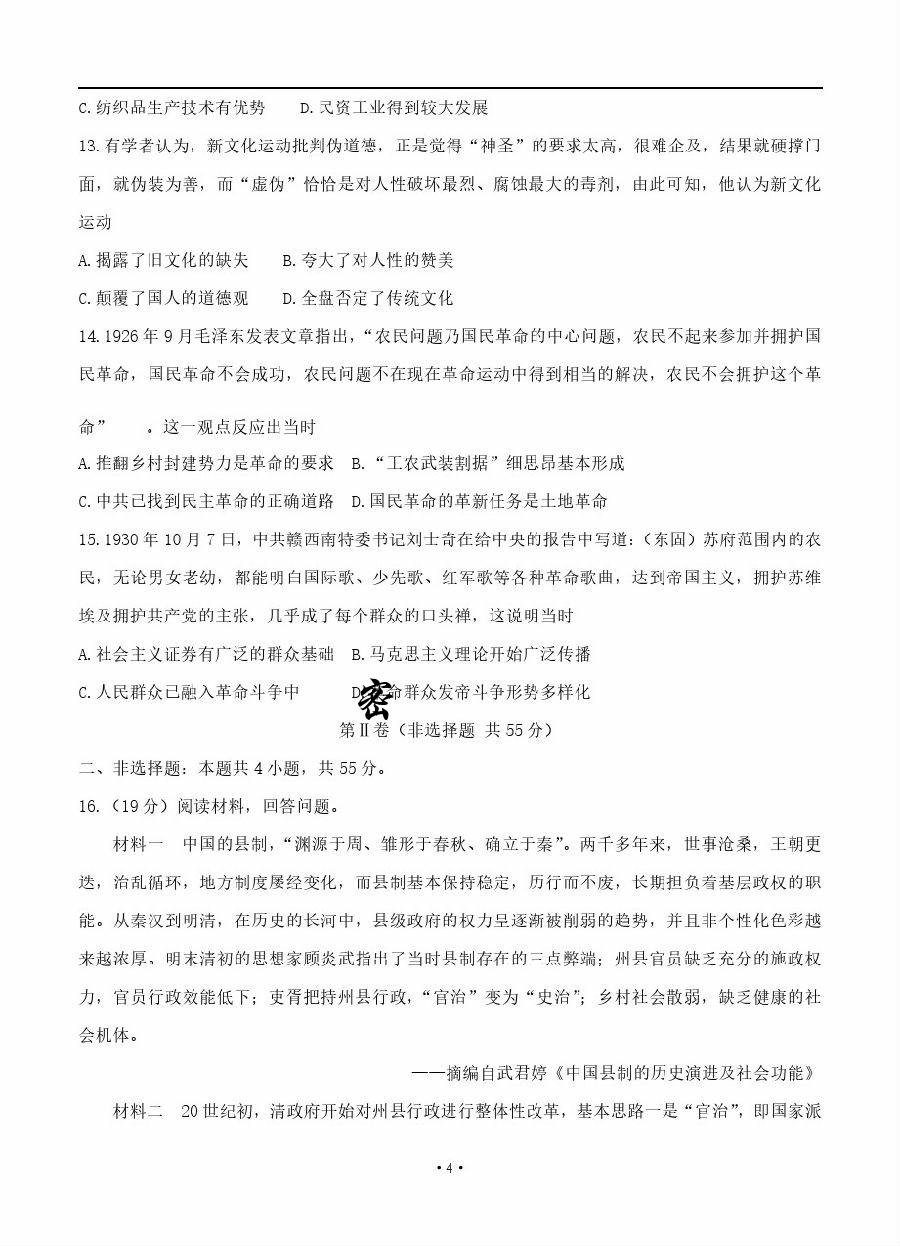 C.纺织品生产技术有优势 D.民资工业得到较大发展
13.有学者认为，新文化运动批判伪道德，正是觉得“神圣”的要求太高，很难企及，结果就硬撑门
面，就伪装为善，而“虚伪”恰恰是对人性破坏最烈、腐蚀最大的毒剂，由此可知，他认为新文化
运动
A.揭露了旧文化的缺失 B.夸大了对人性的赞美
C.颠覆了国人的道德观 D.全盘否定了传统文化
14.1926年9月毛泽东发表文章指出，“农民问题乃国民革命的中心问题，农民不起来参加并拥护国
民革命，国民革命不会成功，农民问题不在现在革命运动中得到相当的解决，农民不会拥护这个革
命” 。这一观点反应出当时
A.推翻乡村封建势力是革命的要求 B.“工农武装割据”细思昂基本形成
C.中共已找到民主革命的正确道路 D.国民革命的革新任务是土地革命
15.1930年10月7日，中共赣西南特委书记刘士奇在给中央的报告中写道：（东固）苏府范围内的农
民，无论男女老幼，都能明白国际歌、少先歌、红军歌等各种革命歌曲，达到帝国主义，拥护苏维
埃及拥护共产党的主张，几乎成了每个群众的口头禅，这说明当时
A.社会主义证券有广泛的群众基础 B.马克思主义理论开始广泛传播
C.人民群众已融入革命斗争中 D.命群众发帝斗争形势多样化
密
第Ⅱ卷（非选择题 共55分）
二、非选择题：本题共4小题，共55分。
16.（19分）阅读材料，回答问题。
材料一 中国的县制，“渊源于周、雏形于春秋、确立于秦”。两千多年来，世事沧桑，王朝更
迭，治乱循环，地方制度屡经变化，而县制基本保持稳定，历行而不废，长期担负着基层政权的职
能。从秦汉到明清，在历史的长河中，县级政府的权力呈逐渐被削弱的趋势，并且非个性化色彩越
来越浓厚。明末清初的思想家顾炎武指出了当时县制存在的三点弊端；州县官员缺乏充分的施政权
力，官员行政效能低下；吏胥把持州县行政，“官治”变为“史治”；乡村社会散弱，缺乏健康的社
会机体。
——摘编自武君婷《中国县制的历史演进及社会功能》
材料二 20世纪初，清政府开始对州县行政进行整体性改革，基本思路一是“官治”，即国家派
·4·